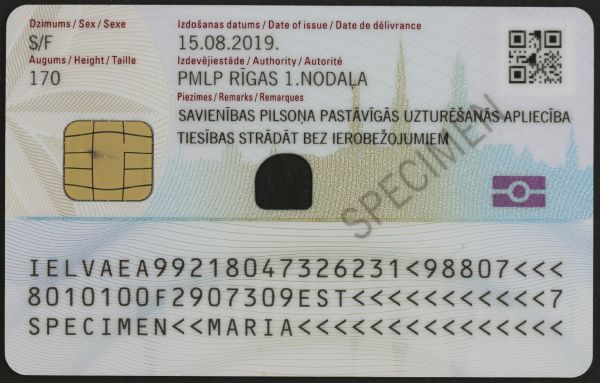 Dzimums / Sex / Sexe
S/F
Augums / Height / Taille
170
Izdošanas datums / Date of issue / Date de délivrance
15.08.2019.
Izdevējiestāde / Authority / Autorité
PMLP RĪGAS 1.NODAĻA
Piezīmes / Remarks / Remarques
SAVIENĪBAS PILSOŅA PASTĀVĪGĀS UZTURĒŠANĀS APLIECĪBA
TIESĪBAS STRĀDĀT BEZ IEROBEŽOJUMIEM
SPECIMEN
IELVAEA99218047326231<98807<<<
8010100F2907309EST<<<<<<<<<<<7
SPECIMEN<<MARIA<<<<<<<<<<<<<<<